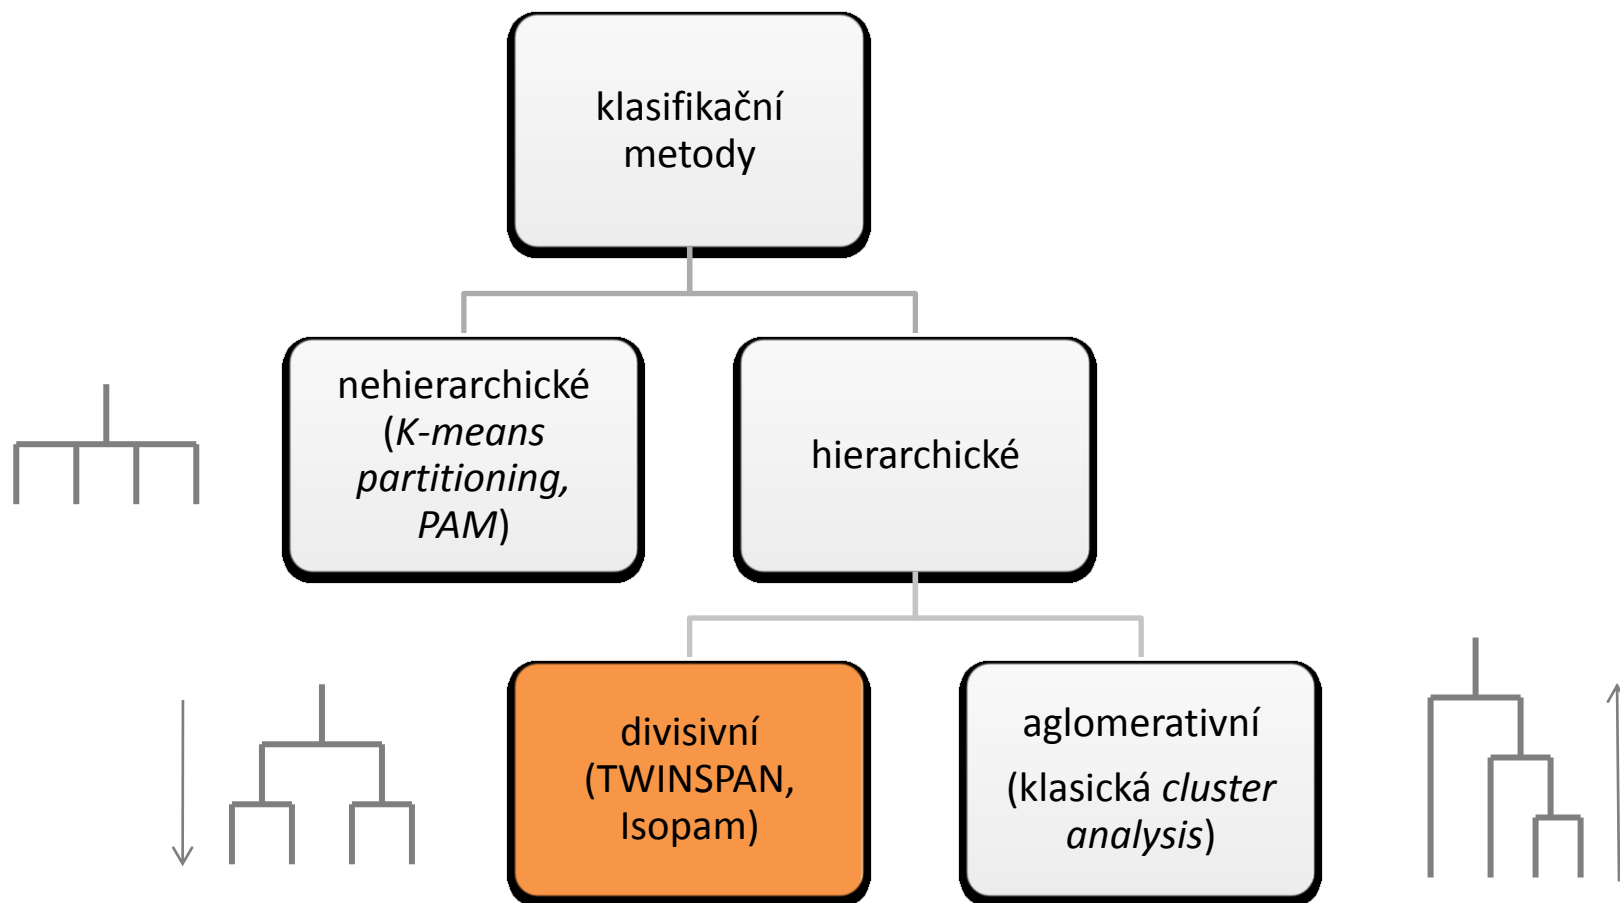 klasifikační
metody
nehierarchické
(K-means
partitioning,
PAM)
hierarchické
divisivní
(TWINSPAN,
Isopam)
aglomerativní
(klasická cluster
analysis)